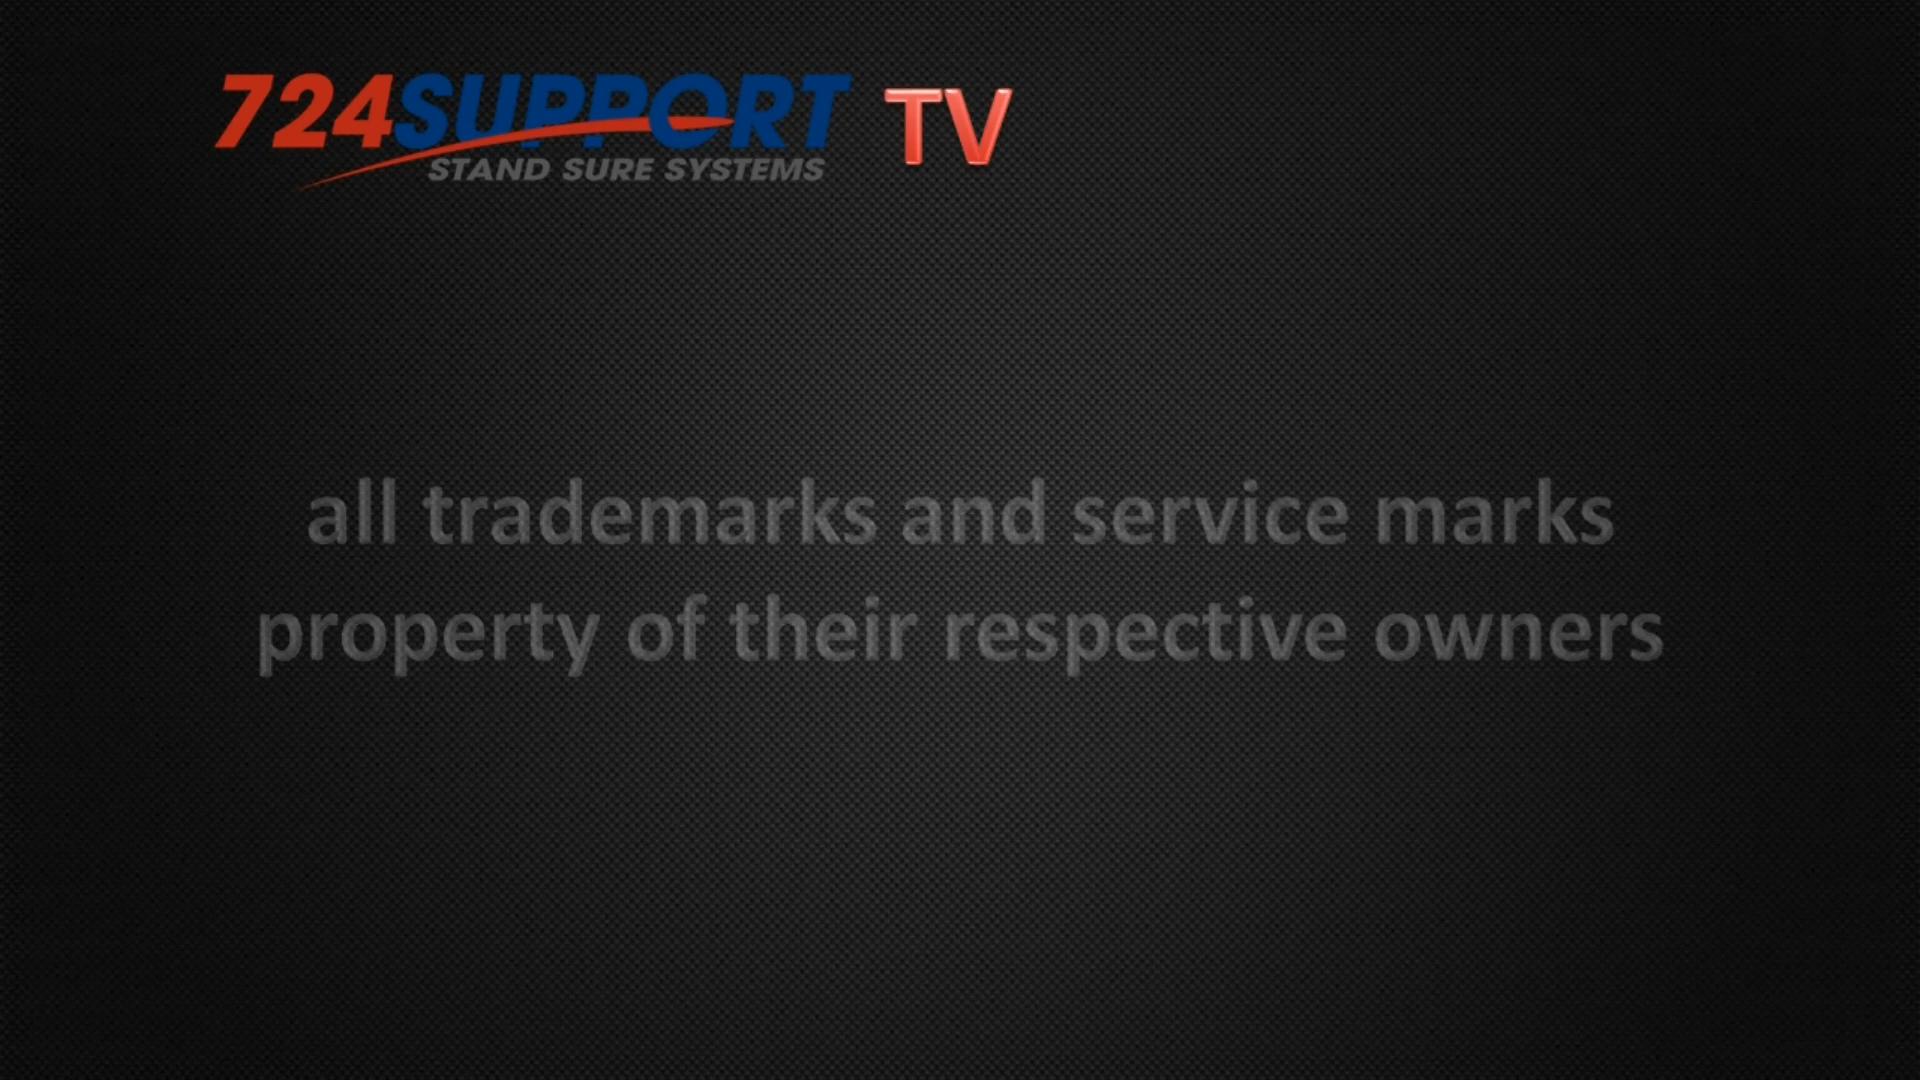 724SUPPORT TV
STAND SURE SYSTEMS
all trademarks and service marks
property of their respective owners